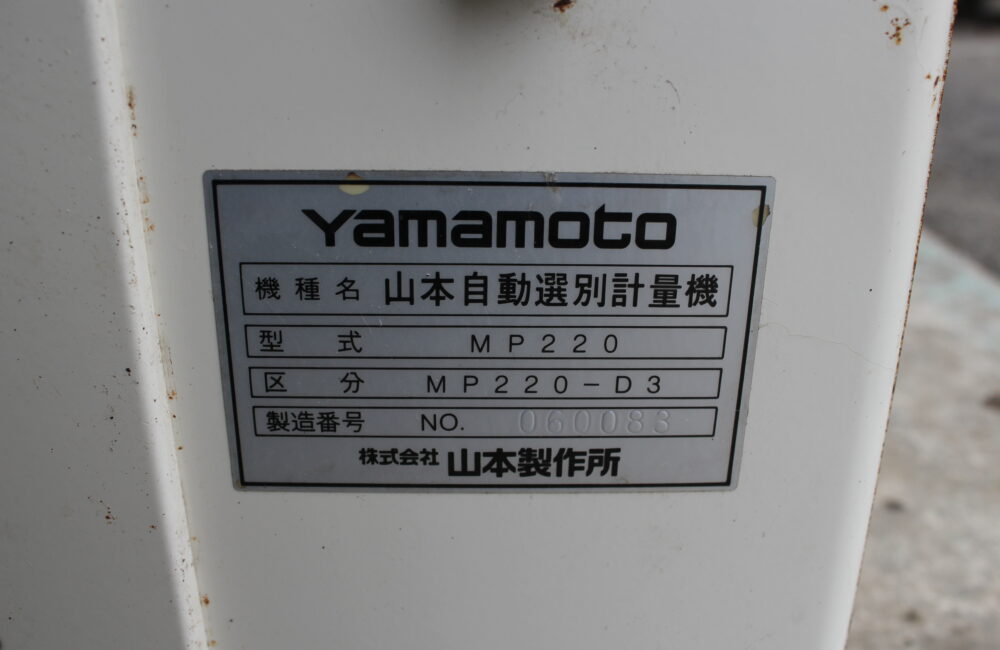 Yamamoto
機種名 山本自動選別計量機
型式 MP220
区分 MP220-D3
製造番号 NO. 060083
株式会社 山本製作所